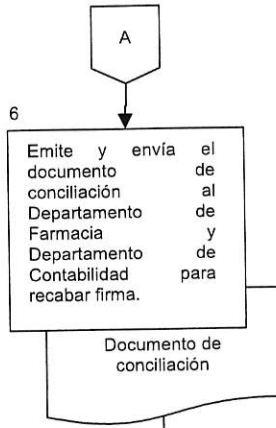 A
6
Emite y envía el
documento de
conciliación al
Departamento de
Farmacia y
Departamento de
Contabilidad para
recabar firma.
Documento de
conciliación